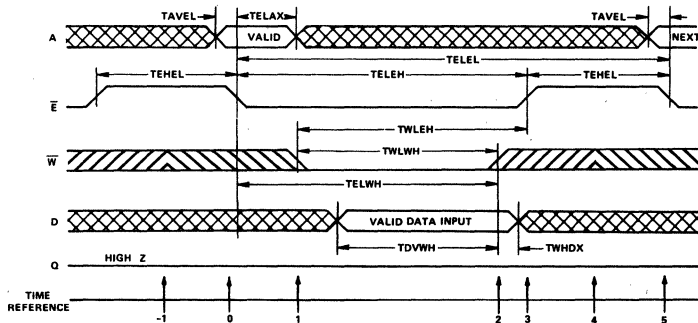 TAVEL TELAX TAVEL
A VALID NEXT
TELEL
TEHEL TELEH TEHEL
E
TWLEH
TWLWH
W
TELWH
D VALID DATA INPUT
TDVWH TWHDX
Q HIGH Z
TIME
REFERENCE
-1 0 1 2 3 4 5